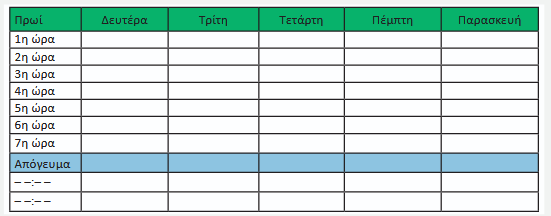 Πρωί Δευτέρα Τρίτη Τετάρτη Πέμπτη Παρασκευή
1η ώρα
2η ώρα
3η ώρα
4η ώρα
5η ώρα
6η ώρα
7η ώρα
Απόγευμα
– –:– –
– –:– –